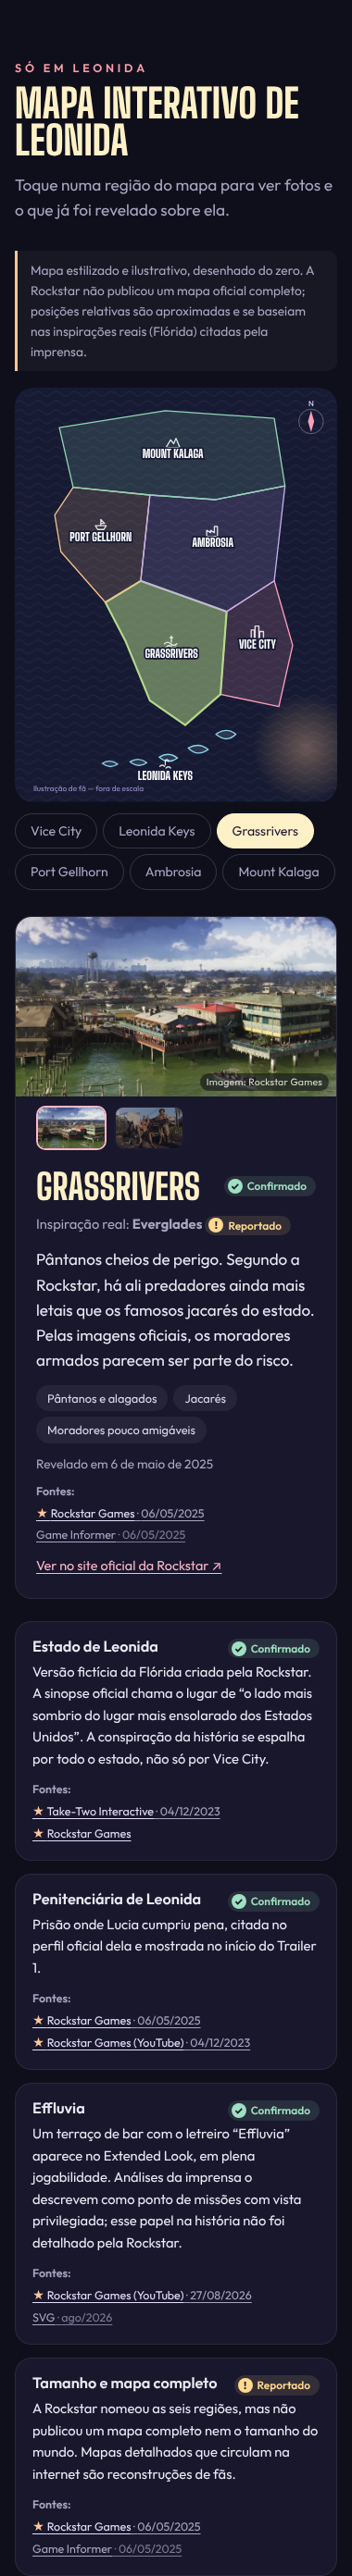 SÓ EM LEONIDA
MAPA INTERATIVO DE
LEONIDA
Toque numa região do mapa para ver fotos e
o que já foi revelado sobre ela.
Mapa estilizado e ilustrativo, desenhado do zero. A
Rockstar não publicou um mapa oficial completo;
posições relativas são aproximadas e se baseiam
nas inspirações reais (Flórida) citadas pela
imprensa.
N
MOUNT KALAGA
PORT GELLHORN
AMBROSIA
VICE CITY
GRASSRIVERS
LEONIDA KEYS
Ilustração de fã — fora de escala
Vice City
Leonida Keys
Grassrivers
Port Gellhorn
Ambrosia
Mount Kalaga
Imagem: Rockstar Games
GRASSRIVERS
Confirmado
Inspiração real: Everglades
Reportado
Pântanos cheios de perigo. Segundo a
Rockstar, há ali predadores ainda mais
letais que os famosos jacarés do estado.
Pelas imagens oficiais, os moradores
armados parecem ser parte do risco.
Pântanos e alagados
Jacarés
Moradores pouco amigáveis
Revelado em 6 de maio de 2025
Fontes:
★ Rockstar Games · 06/05/2025
Game Informer · 06/05/2025
Ver no site oficial da Rockstar ↗
Estado de Leonida
Confirmado
Versão fictícia da Flórida criada pela Rockstar.
A sinopse oficial chama o lugar de “o lado mais
sombrio do lugar mais ensolarado dos Estados
Unidos”. A conspiração da história se espalha
por todo o estado, não só por Vice City.
Fontes:
★ Take-Two Interactive · 04/12/2023
★ Rockstar Games
Penitenciária de Leonida
Confirmado
Prisão onde Lucia cumpriu pena, citada no
perfil oficial dela e mostrada no início do Trailer
1.
Fontes:
★ Rockstar Games · 06/05/2025
★ Rockstar Games (YouTube) · 04/12/2023
Effluvia
Confirmado
Um terraço de bar com o letreiro “Effluvia”
aparece no Extended Look, em plena
jogabilidade. Análises da imprensa o
descrevem como ponto de missões com vista
privilegiada; esse papel na história não foi
detalhado pela Rockstar.
Fontes:
★ Rockstar Games (YouTube) · 27/08/2026
SVG · ago/2026
Tamanho e mapa completo
Reportado
A Rockstar nomeou as seis regiões, mas não
publicou um mapa completo nem o tamanho do
mundo. Mapas detalhados que circulam na
internet são reconstruções de fãs.
Fontes:
★ Rockstar Games · 06/05/2025
Game Informer · 06/05/2025